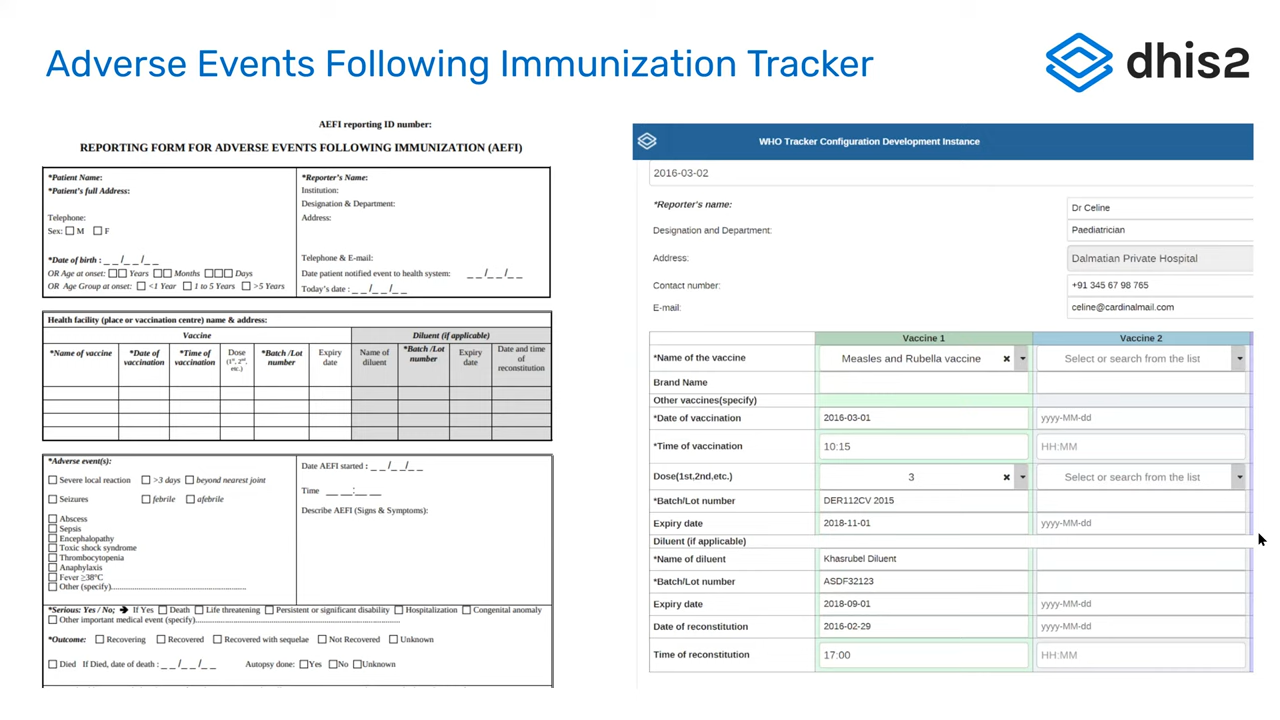 Adverse Events Following Immunization Tracker
dhis2
AEFI reporting ID number:
REPORTING FORM FOR ADVERSE EVENTS FOLLOWING IMMUNIZATION (AEFI)
*Patient Name:
*Patient's full Address:
Telephone:
Sex: M F
*Date of birth : _ _ /_ _ /_ _
OR Age at onset: Years Months Days
OR Age Group at onset: <1 Year 1 to 5 Years >5 Years
*Reporter's Name:
Institution:
Designation & Department:
Address:
Telephone & E-mail:
Date patient notified event to health system: _ _ /_ _ /_ _
Today's date : _ _ /_ _ /_ _
Health facility (place or vaccination centre) name & address:
Vaccine Diluent (if applicable)
*Name of vaccine *Date of vaccination *Time of vaccination Dose (1st, 2nd, etc.) *Batch /Lot number Expiry date Name of diluent *Batch /Lot number Expiry date Date and time of reconstitution
*Adverse event(s):
Severe local reaction >3 days beyond nearest joint
Seizures febrile afebrile
Abscess
Sepsis
Encephalopathy
Toxic shock syndrome
Thrombocytopenia
Anaphylaxis
Fever ≥38°C
Other (specify)..............................................
Date AEFI started : _ _ /_ _ /_ _
Time _ _ _:_ _ _
Describe AEFI (Signs & Symptoms):
*Serious: Yes / No; ➔ If Yes Death Life threatening Persistent or significant disability Hospitalization Congenital anomaly
Other important medical event (specify)......................................................................
*Outcome: Recovering Recovered Recovered with sequelae Not Recovered Unknown
Died If Died, date of death : _ _ /_ _ /_ _ Autopsy done: Yes No Unknown
WHO Tracker Configuration Development Instance
2016-03-02
*Reporter's name: Dr Celine
Designation and Department: Paediatrician
Address: Dalmatian Private Hospital
Contact number: +91 345 67 98 765
E-mail: celine@cardinalmail.com
Vaccine 1 Vaccine 2
*Name of the vaccine Measles and Rubella vaccine Select or search from the list
Brand Name
Other vaccines(specify)
*Date of vaccination 2016-03-01 yyyy-MM-dd
*Time of vaccination 10:15 HH:MM
Dose(1st,2nd,etc.) 3 Select or search from the list
*Batch/Lot number DER112CV 2015
Expiry date 2018-11-01 yyyy-MM-dd
Diluent (if applicable)
*Name of diluent Khasrubel Diluent
*Batch/Lot number ASDF32123
Expiry date 2018-09-01 yyyy-MM-dd
Date of reconstitution 2016-02-29 yyyy-MM-dd
Time of reconstitution 17:00 HH:MM